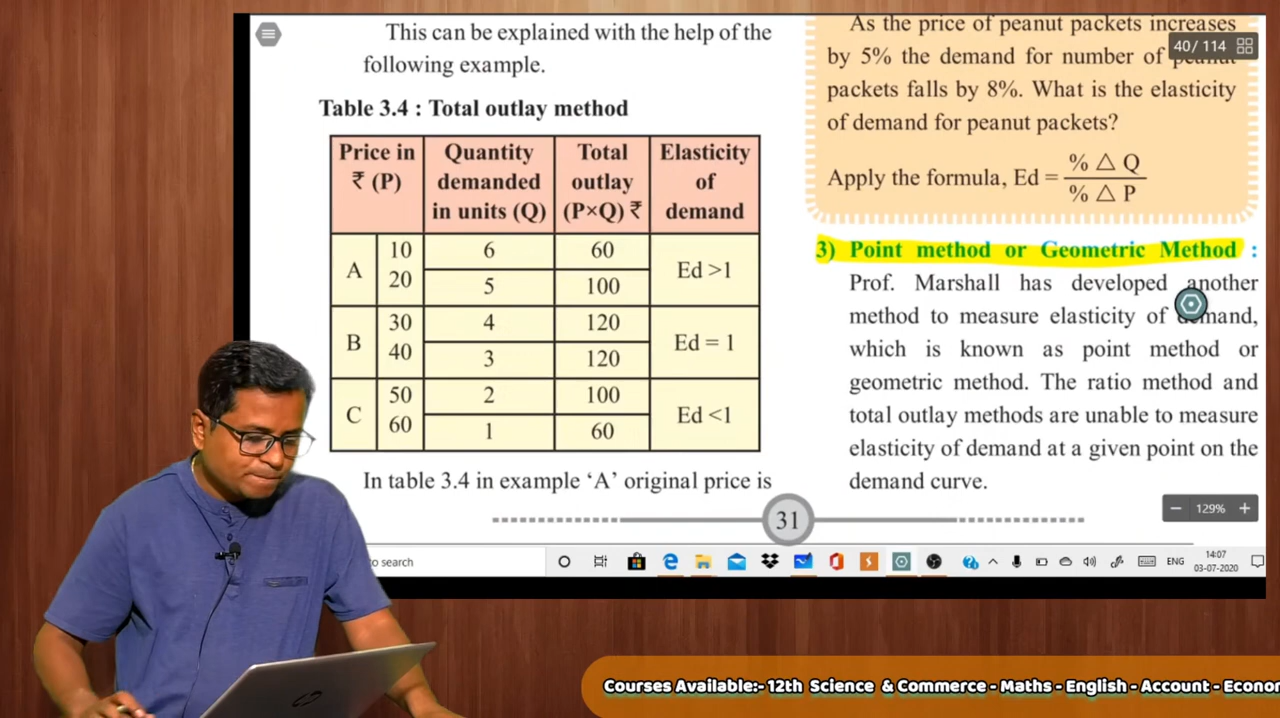 This can be explained with the help of the
following example.
Table 3.4 : Total outlay method
Price in ₹ (P)
Quantity demanded in units (Q)
Total outlay (P×Q) ₹
Elasticity of demand
A 10 6 60 Ed >1
20 5 100
B 30 4 120 Ed = 1
40 3 120
C 50 2 100 Ed <1
60 1 60
In table 3.4 in example ‘A’ original price is
As the price of peanut packets increases
by 5% the demand for number of peanut
packets falls by 8%. What is the elasticity
of demand for peanut packets?
Apply the formula, Ed = % △ Q
% △ P
40/ 114
3) Point method or Geometric Method :
Prof. Marshall has developed another
method to measure elasticity of demand,
which is known as point method or
geometric method. The ratio method and
total outlay methods are unable to measure
elasticity of demand at a given point on the
demand curve.
31
129%
to search
ENG
14:07
03-07-2020
Courses Available:- 12th Science & Commerce - Maths - English - Account - Econo